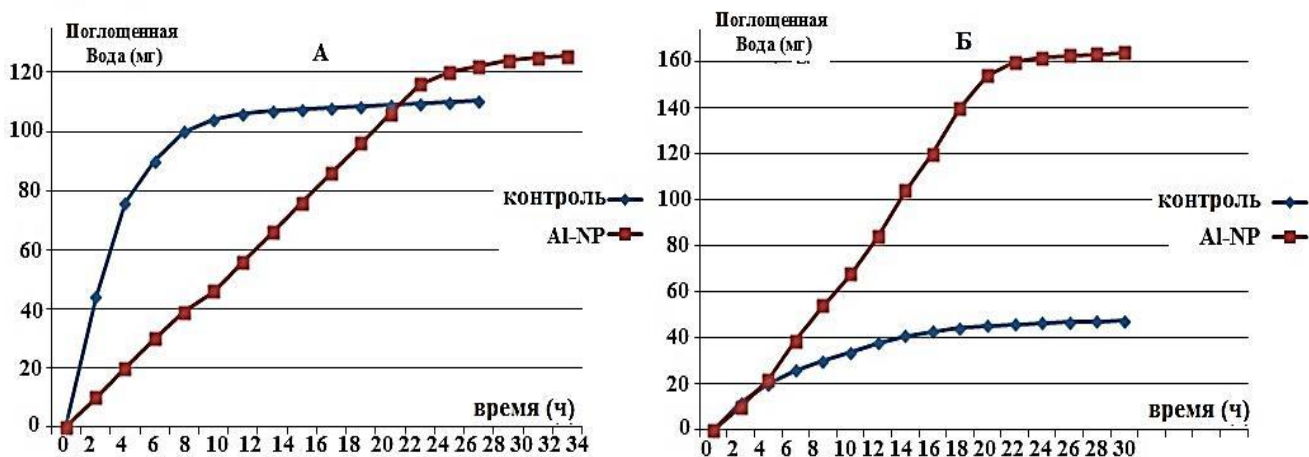 Поглощенная
Вода (мг)
А
120
100
80
60
40
20
0
контроль
Al-NP
время (ч)
0 2 4 6 8 10 12 14 16 18 20 22 24 26 28 30 32 34
Поглощенная
Вода (мг)
Б
160
140
120
100
80
60
40
20
0
контроль
Al-NP
время (ч)
0 2 4 6 8 10 12 14 16 18 20 22 24 26 28 30